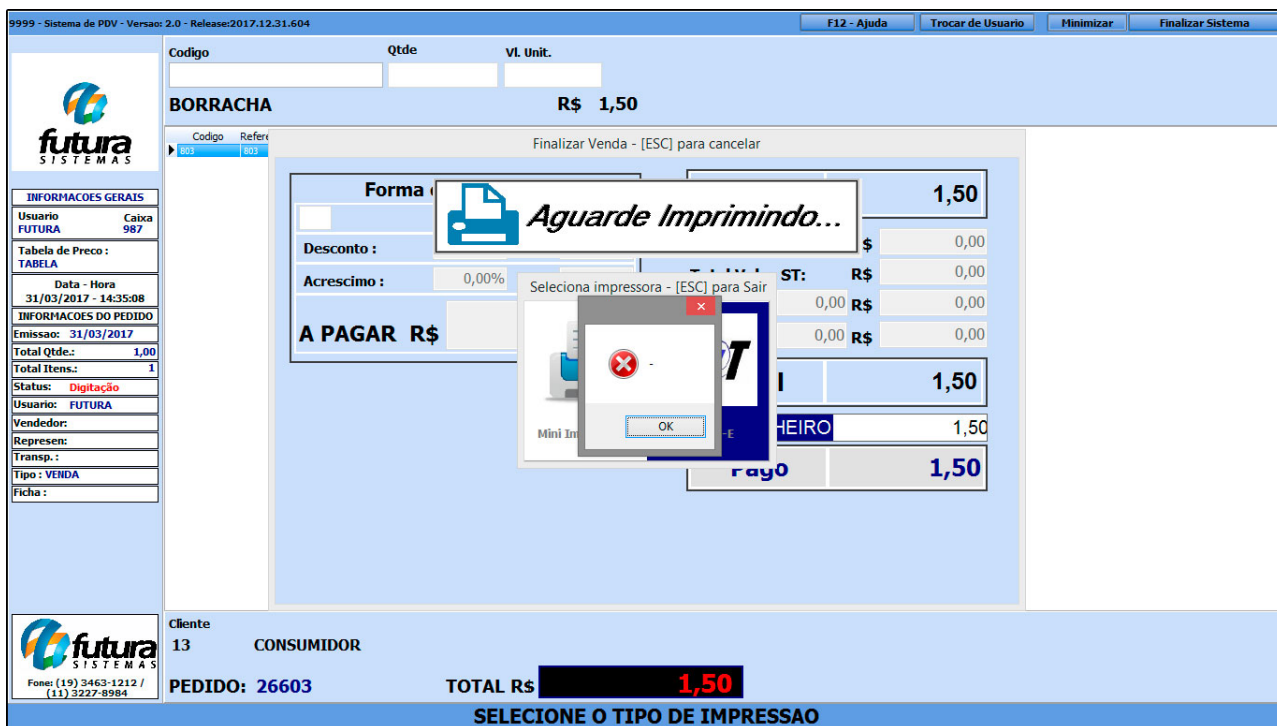 9999 - Sistema de PDV - Versao: 2.0 - Release:2017.12.31.604
F12 - Ajuda
Trocar de Usuario
Minimizar
Finalizar Sistema
Codigo
Qtde
Vl. Unit.
BORRACHA
R$ 1,50
futura
SISTEMAS
INFORMACOES GERAIS
Usuario Caixa
FUTURA 987
Tabela de Preco :
TABELA
Data - Hora
31/03/2017 - 14:35:08
INFORMACOES DO PEDIDO
Emissao: 31/03/2017
Total Qtde.: 1,00
Total Itens.: 1
Status: Digitação
Usuario: FUTURA
Vendedor:
Represen:
Transp. :
Tipo : VENDA
Ficha :
Codigo
803 803
Finalizar Venda - [ESC] para cancelar
Forma
1,50
Aguarde Imprimindo...
Desconto :
$ 0,00
Acrescimo : 0,00%
ST: R$ 0,00
0,00 R$ 0,00
A PAGAR R$
0,00 R$ 0,00
Seleciona impressora - [ESC] para Sair
-
OK
Mini
-E
1,50
1,50
Pago 1,50
futura
SISTEMAS
Fone: (19) 3463-1212 /
(11) 3227-8984
Cliente
13 CONSUMIDOR
PEDIDO: 26603
TOTAL R$ 1,50
SELECIONE O TIPO DE IMPRESSAO